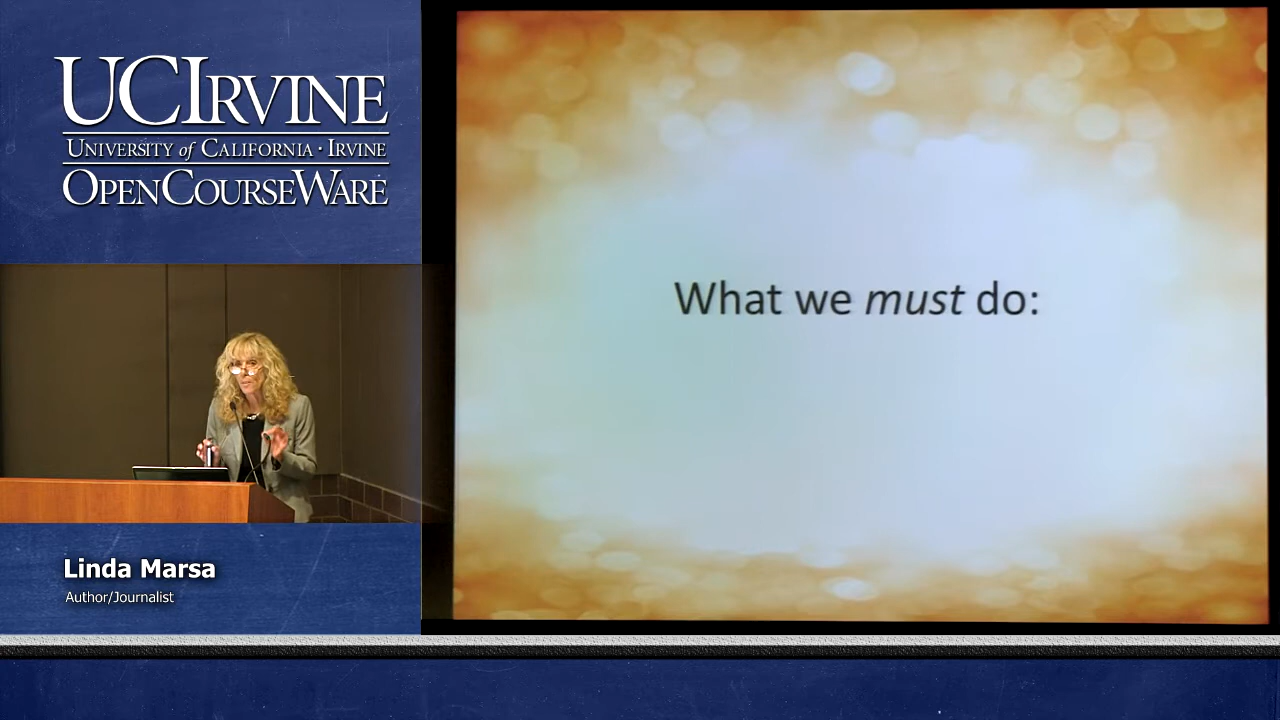 UCIRVINE
UNIVERSITY of CALIFORNIA · IRVINE
OPENCOURSEWARE
What we must do:
Linda Marsa
Author/Journalist